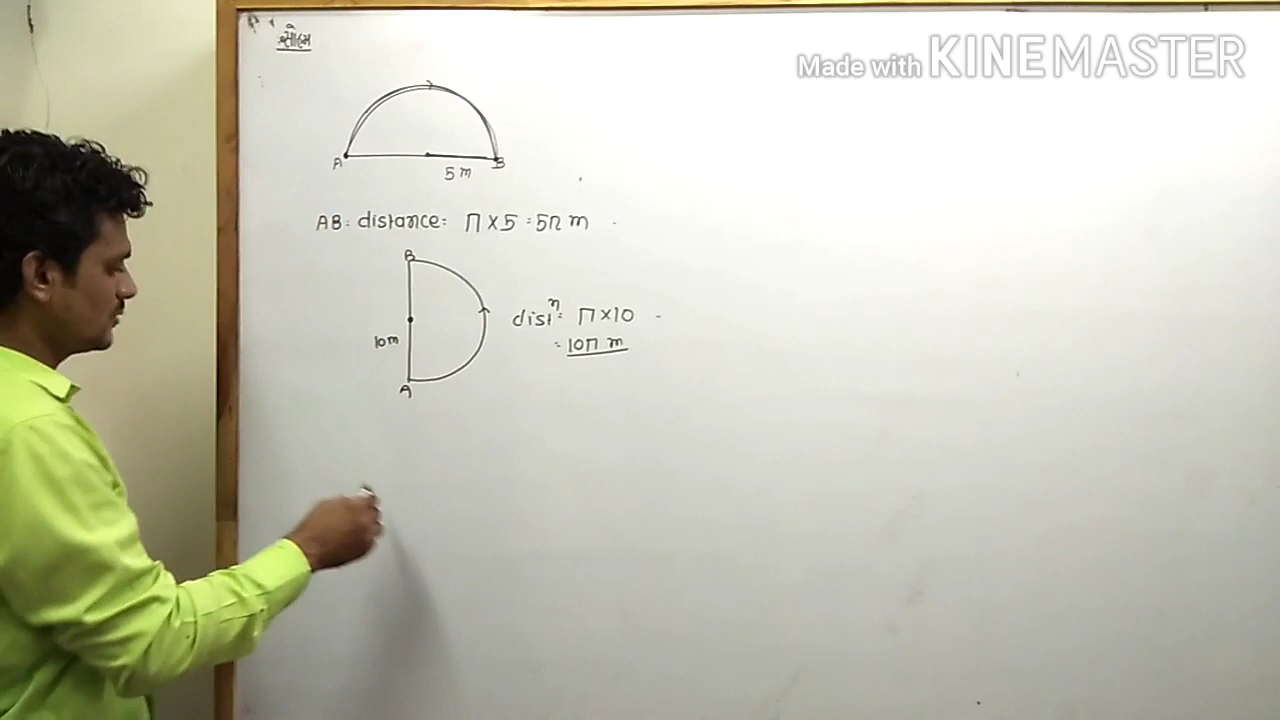 Made with KINEMASTER
A
B
5 m
AB = distance = Π × 5 = 5Π m
B
10m
A
distⁿ = Π × 10
= 10Π m